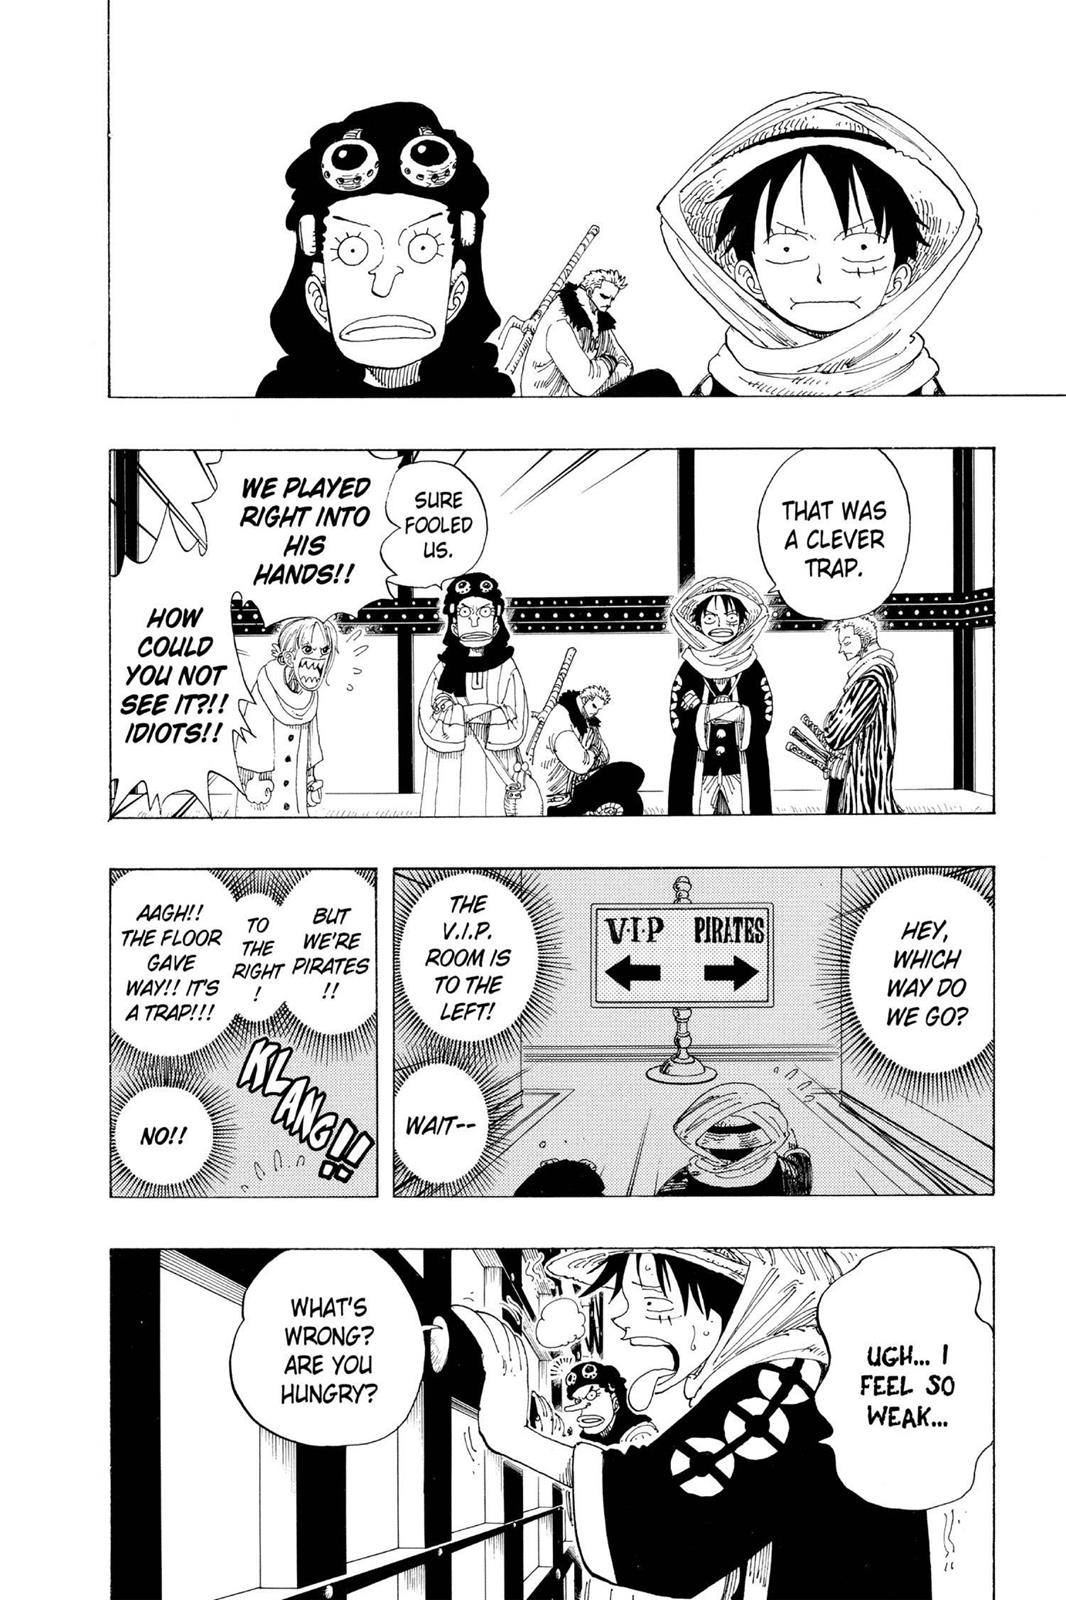 THAT WAS
A CLEVER
TRAP.
SURE
FOOLED
US.
WE PLAYED
RIGHT INTO
HIS
HANDS!!
HOW
COULD
YOU NOT
SEE IT?!!
IDIOTS!!
HEY,
WHICH
WAY DO
WE GO?
V.I.P PIRATES
THE
V.I.P.
ROOM IS
TO THE
LEFT!
WAIT--
BUT
WE'RE
PIRATES
!!
TO
THE
RIGHT
!
AAGH!!
THE FLOOR
GAVE
WAY!! IT'S
A TRAP!!!
KLANG!!
NO!!
UGH... I
FEEL SO
WEAK...
WHAT'S
WRONG?
ARE YOU
HUNGRY?